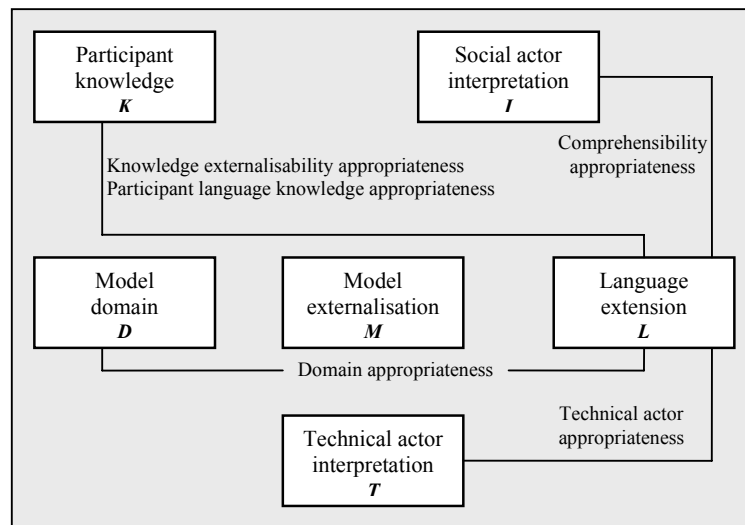 Participant
knowledge
K
Social actor
interpretation
I
Knowledge externalisability appropriateness
Participant language knowledge appropriateness
Comprehensibility
appropriateness
Model
domain
D
Model
externalisation
M
Language
extension
L
Domain appropriateness
Technical actor
interpretation
T
Technical actor
appropriateness